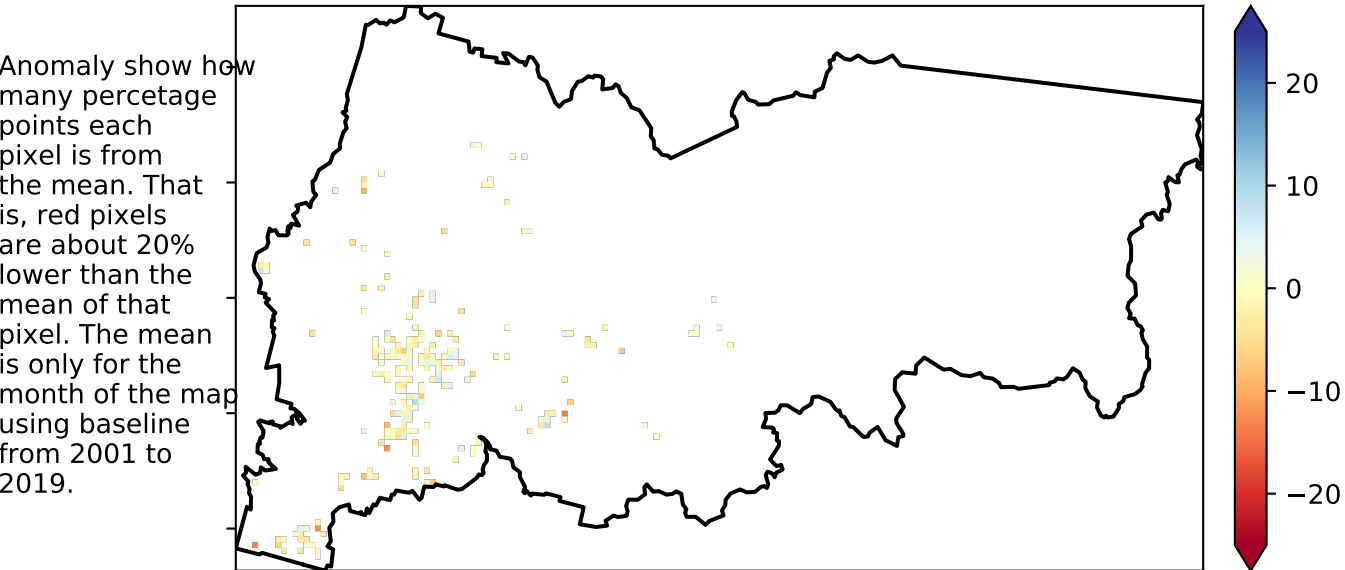 Anomaly show how
many percetage
points each
pixel is from
the mean. That
is, red pixels
are about 20%
lower than the
mean of that
pixel. The mean
is only for the
month of the map
using baseline
from 2001 to
2019.
20
10
0
−10
−20